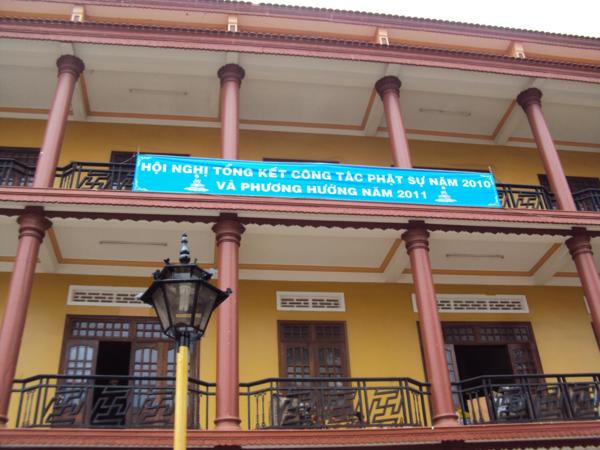 HỘI NGHỊ TỔNG KẾT CÔNG TÁC PHẬT SỰ NĂM 2010
VÀ PHƯƠNG HƯỚNG NĂM 2011